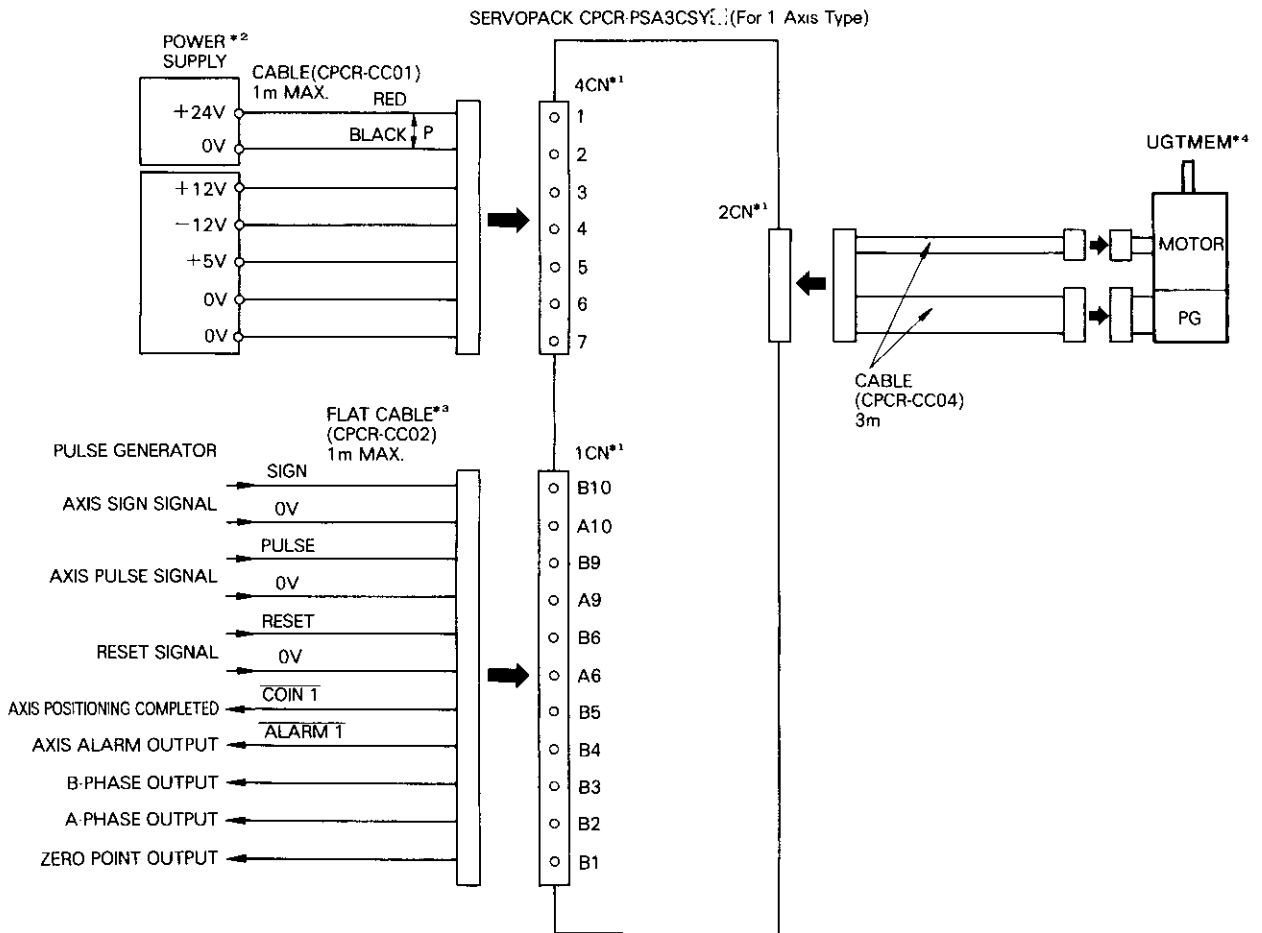 SERVOPACK CPCR-PSA3CSY (For 1 Axis Type)
POWER *2
SUPPLY
CABLE(CPCR-CC01)
1m MAX.
RED
BLACK
P
+24V
0V
+12V
-12V
+5V
0V
0V
4CN*1
1
2
3
4
5
6
7
2CN*1
UGTMEM*4
MOTOR
PG
CABLE
(CPCR-CC04)
3m
FLAT CABLE*3
(CPCR-CC02)
1m MAX.
1CN*1
PULSE GENERATOR
SIGN
B10
AXIS SIGN SIGNAL
0V
A10
PULSE
B9
AXIS PULSE SIGNAL
0V
A9
RESET
B6
RESET SIGNAL
0V
A6
COIN 1
AXIS POSITIONING COMPLETED
B5
ALARM 1
AXIS ALARM OUTPUT
B4
B-PHASE OUTPUT
B3
A-PHASE OUTPUT
B2
ZERO POINT OUTPUT
B1